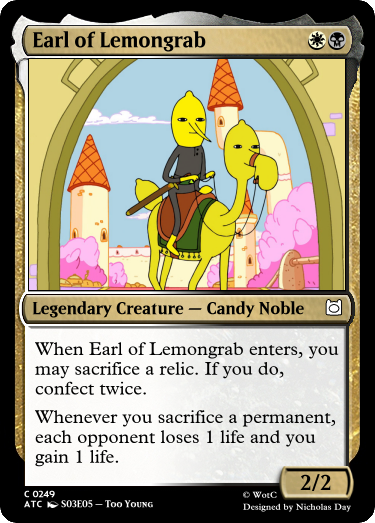 Earl of Lemongrab
Legendary Creature — Candy Noble
When Earl of Lemongrab enters, you
may sacrifice a relic. If you do,
confect twice.
Whenever you sacrifice a permanent,
each opponent loses 1 life and you
gain 1 life.
2/2
C 0249
ATC S03E05 – Too Young
© WotC
Designed by Nicholas Day